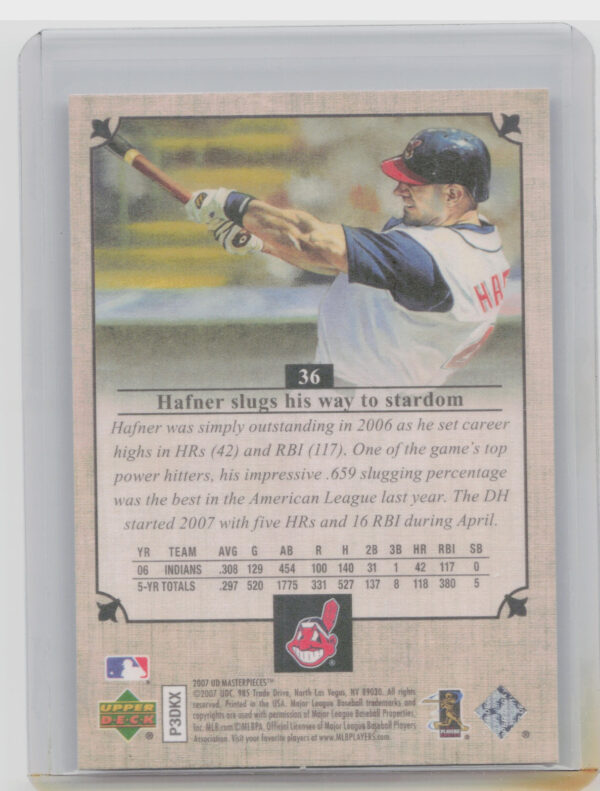 HA
36
Hafner slugs his way to stardom
Hafner was simply outstanding in 2006 as he set career
highs in HRs (42) and RBI (117). One of the game's top
power hitters, his impressive .659 slugging percentage
was the best in the American League last year. The DH
started 2007 with five HRs and 16 RBI during April.
YR TEAM AVG G AB R H 2B 3B HR RBI SB
06 INDIANS .308 129 454 100 140 31 1 42 117 0
5-YR TOTALS .297 520 1775 331 527 137 8 118 380 5
2007 UD MASTERPIECES™
©2007 UDC, 985 Trade Drive, North Las Vegas, NV 89030. All rights
reserved. Printed in the USA. Major League Baseball trademarks and
copyrights are used with permission of Major League Baseball Properties,
Inc. MLB.com ©MLBPA, Official Licensee of Major League Baseball Players
Association. Visit your favorite players at www.MLBPLAYERS.com.
UPPER
DECK
P3DKX
PLAYERS